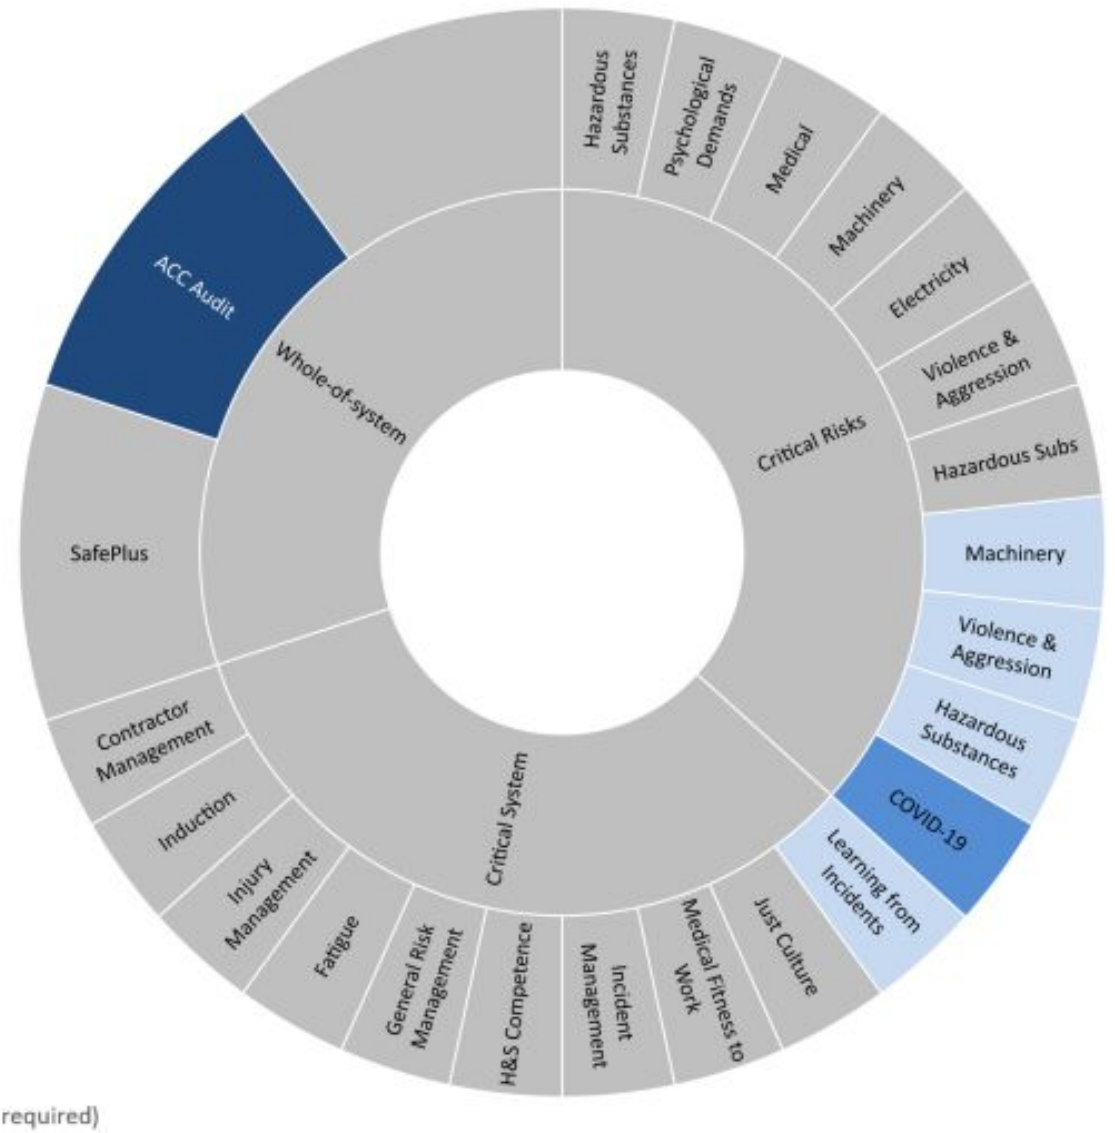 Hazardous
Substances
Psychological
Demands
Medical
Machinery
Electricity
Violence &
Aggression
Hazardous Subs
Machinery
Violence &
Aggression
Hazardous
Substances
COVID-19
Learning from
Incidents
Just Culture
Medical Fitness to
Work
Incident
Management
H&S Competence
General Risk
Management
Fatigue
Injury
Management
Induction
Contractor
Management
SafePlus
ACC Audit
Whole-of-system
Critical Risks
Critical System
required)